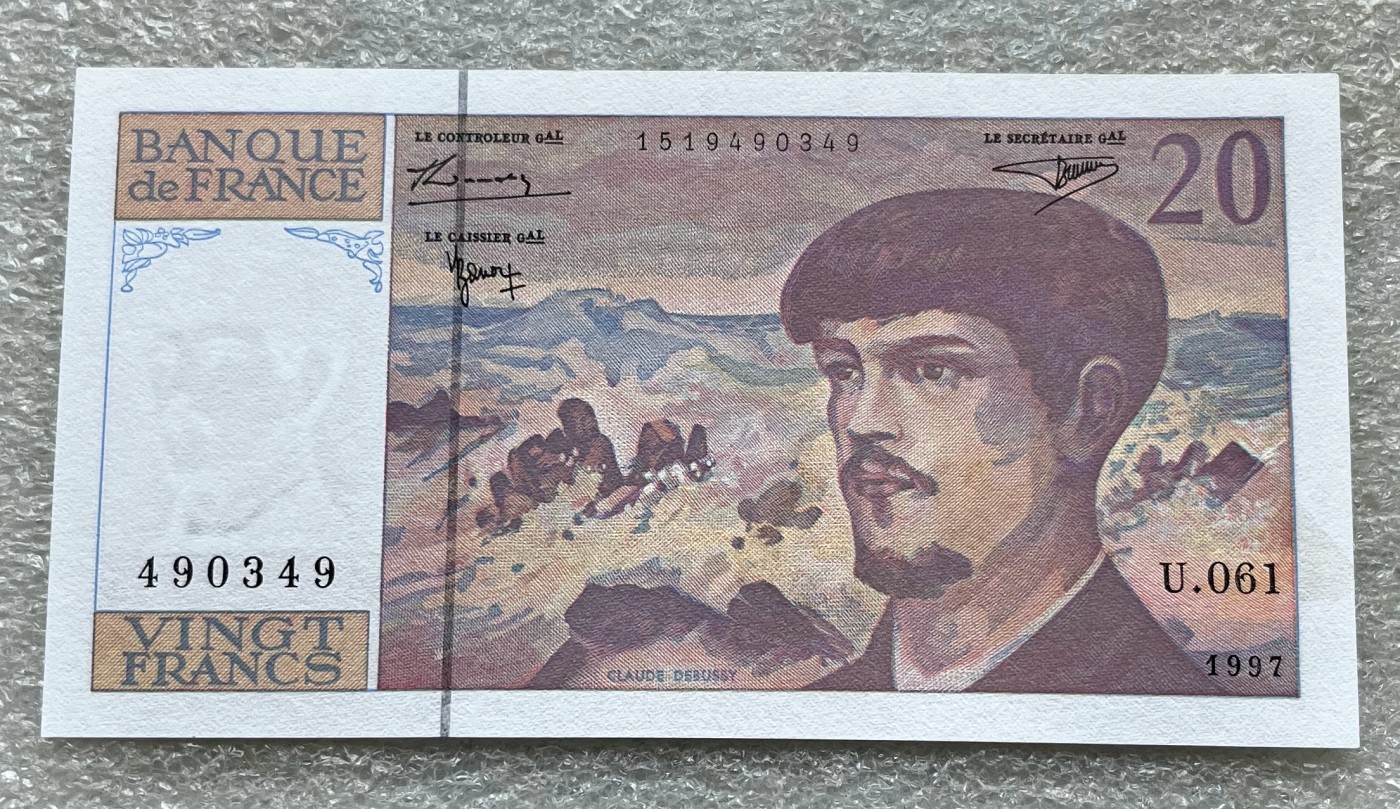 BANQUE
de FRANCE
LE CONTROLEUR GAL
1519490349
LE SECRÉTAIRE GAL
20
LE CAISSIER GAL
490349
U.061
VINGT
FRANCS
1997
CLAUDE DEBUSSY